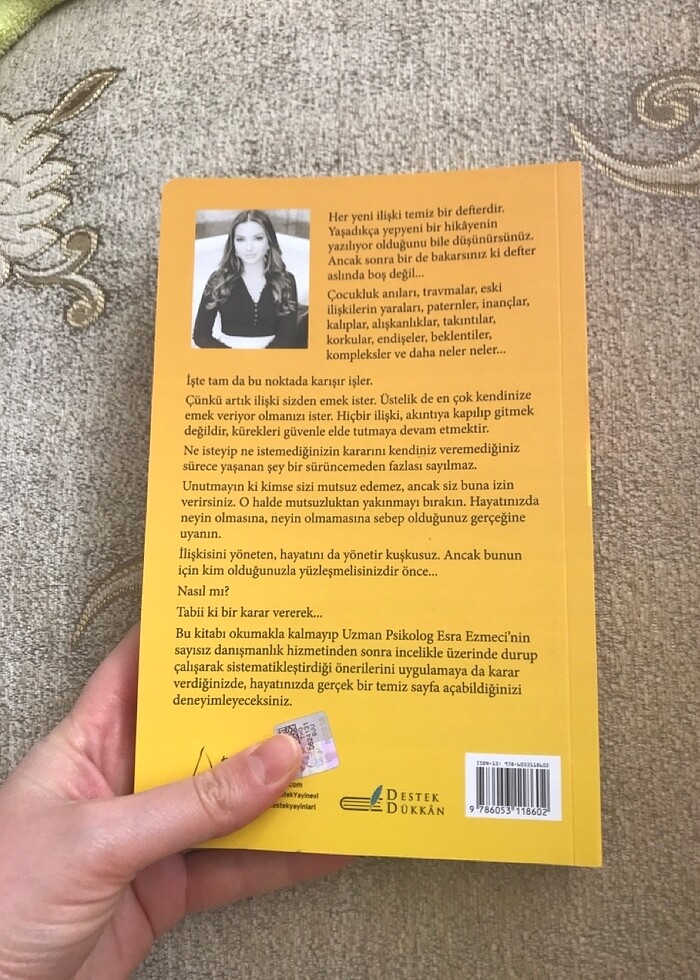 Her yeni ilişki temiz bir defterdir.
Yaşadıkça yepyeni bir hikâyenin
yazılıyor olduğunu bile düşünürsünüz.
Ancak sonra bir de bakarsınız ki defter
aslında boş değil...
Çocukluk anıları, travmalar, eski
ilişkilerin yaraları, paternler, inançlar,
kalıplar, alışkanlıklar, takıntılar,
korkular, endişeler, beklentiler,
kompleksler ve daha neler neler...
İşte tam da bu noktada karışır işler.
Çünkü artık ilişki sizden emek ister. Üstelik de en çok kendinize
emek veriyor olmanızı ister. Hiçbir ilişki, akıntıya kapılıp gitmek
değildir, kürekleri güvenle elde tutmaya devam etmektir.
Ne isteyip ne istemediğinizin kararını kendiniz veremediğiniz
sürece yaşanan şey bir sürüncemeden fazlası sayılmaz.
Unutmayın ki kimse sizi mutsuz edemez, ancak siz buna izin
verirsiniz. O halde mutsuzluktan yakınmayı bırakın. Hayatınızda
neyin olmasına, neyin olmamasına sebep olduğunuz gerçeğine
uyanın.
İlişkisini yöneten, hayatını da yönetir kuşkusuz. Ancak bunun
için kim olduğunuzla yüzleşmelisinizdir önce...
Nasıl mı?
Tabii ki bir karar vererek...
Bu kitabı okumakla kalmayıp Uzman Psikolog Esra Ezmeci'nin
sayısız danışmanlık hizmetinden sonra incelikle üzerinde durup
çalışarak sistematikleştirdiği önerilerini uygulamaya da karar
verdiğinizde, hayatınızda gerçek bir temiz sayfa açabildiğinizi
deneyimleyeceksiniz.
.com
stekYayinevi
destekyayinlari
DESTEK
DÜKKÂN
ISBN-13: 978-6053118602
9 786053 118602